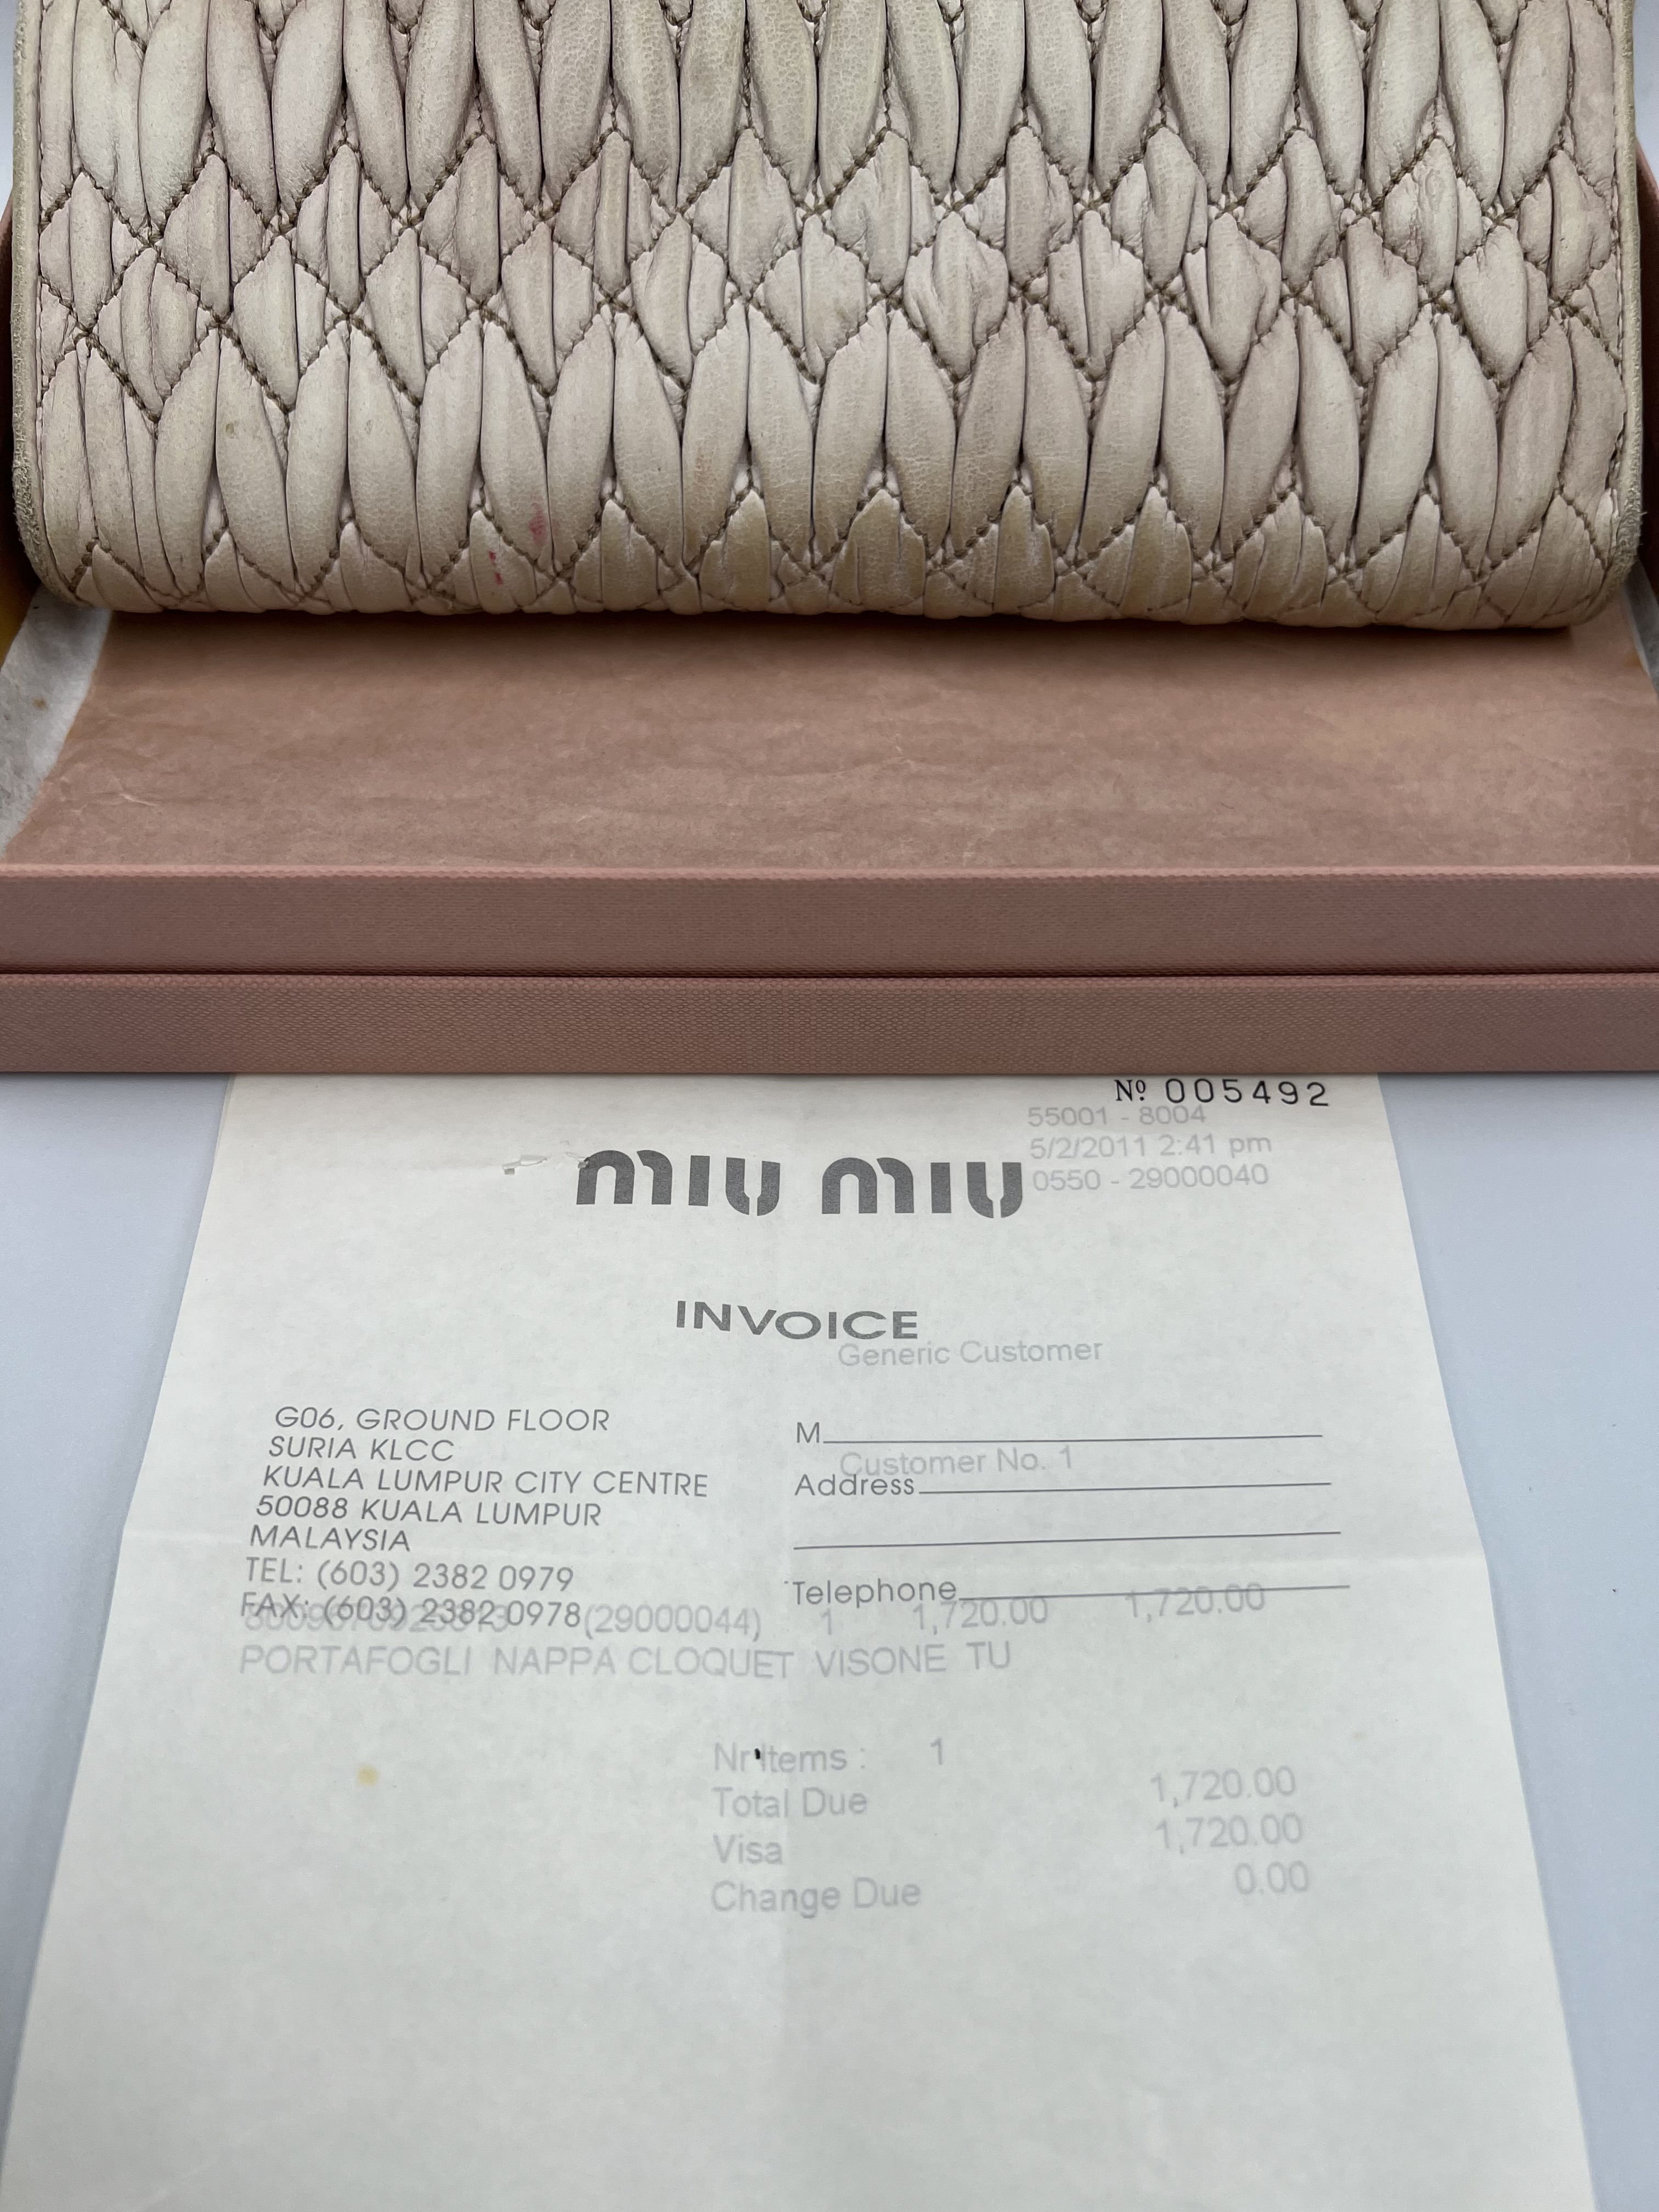 Nº 005492
55001 - 8004
5/2/2011 2:41 pm
0550 - 29000040
MIU MIU
INVOICE
Generic Customer
G06, GROUND FLOOR
SURIA KLCC
KUALA LUMPUR CITY CENTRE
50088 KUALA LUMPUR
MALAYSIA
TEL: (603) 2382 0979
FAX: (603) 2382 0978
M
Customer No. 1
Address
Telephone
(29000044) 1 1,720.00 1,720.00
PORTAFOGLI NAPPA CLOQUET VISONE TU
Nr Items : 1
Total Due 1,720.00
Visa 1,720.00
Change Due 0.00